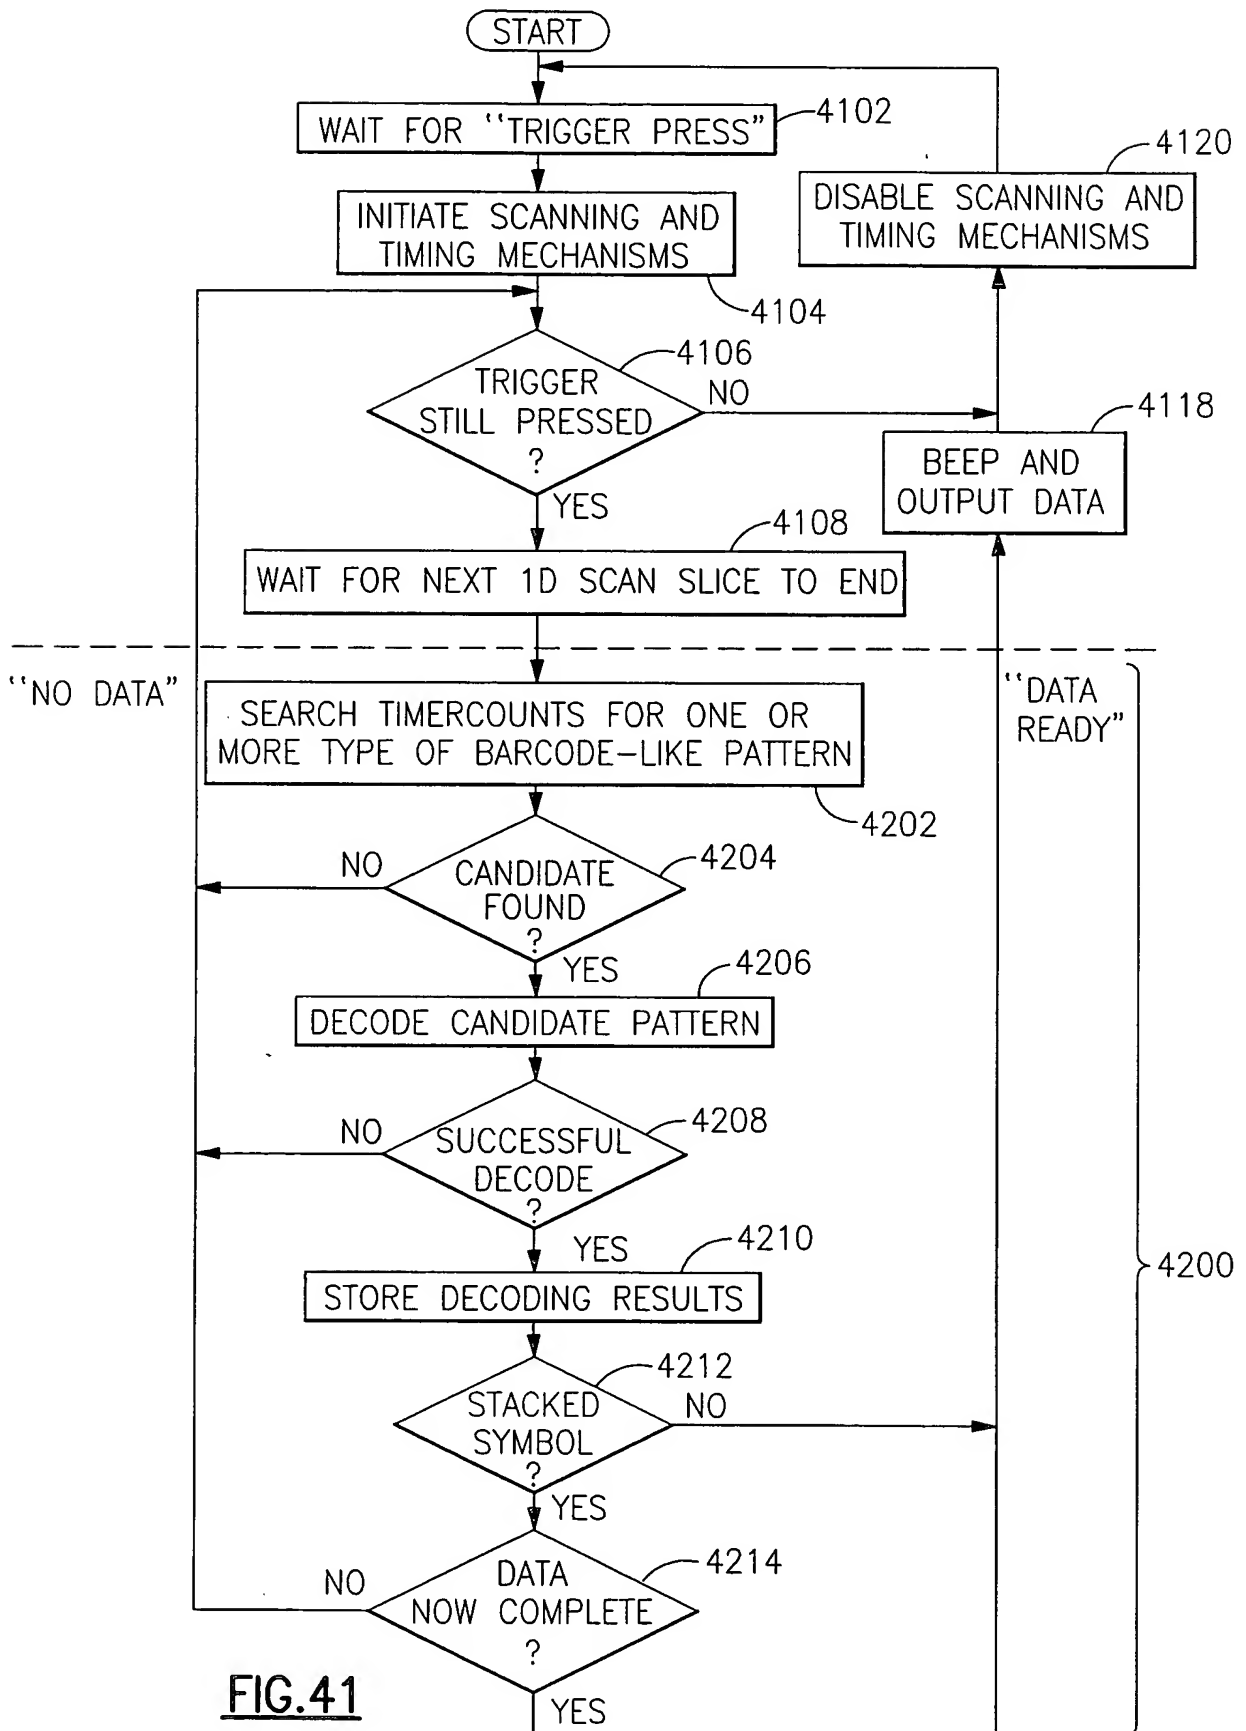 START
WAIT FOR "TRIGGER PRESS"
4102
4120
INITIATE SCANNING AND
TIMING MECHANISMS
DISABLE SCANNING AND
TIMING MECHANISMS
4104
4106
TRIGGER
STILL PRESSED
?
NO
4118
BEEP AND
OUTPUT DATA
YES
4108
WAIT FOR NEXT 1D SCAN SLICE TO END
"NO DATA"
"DATA
READY"
SEARCH TIMERCOUNTS FOR ONE OR
MORE TYPE OF BARCODE-LIKE PATTERN
4202
4204
NO
CANDIDATE
FOUND
?
YES
4206
DECODE CANDIDATE PATTERN
4208
NO
SUCCESSFUL
DECODE
?
YES
4210
4200
STORE DECODING RESULTS
4212
STACKED
SYMBOL
?
NO
YES
4214
NO
DATA
NOW COMPLETE
?
YES
FIG.41